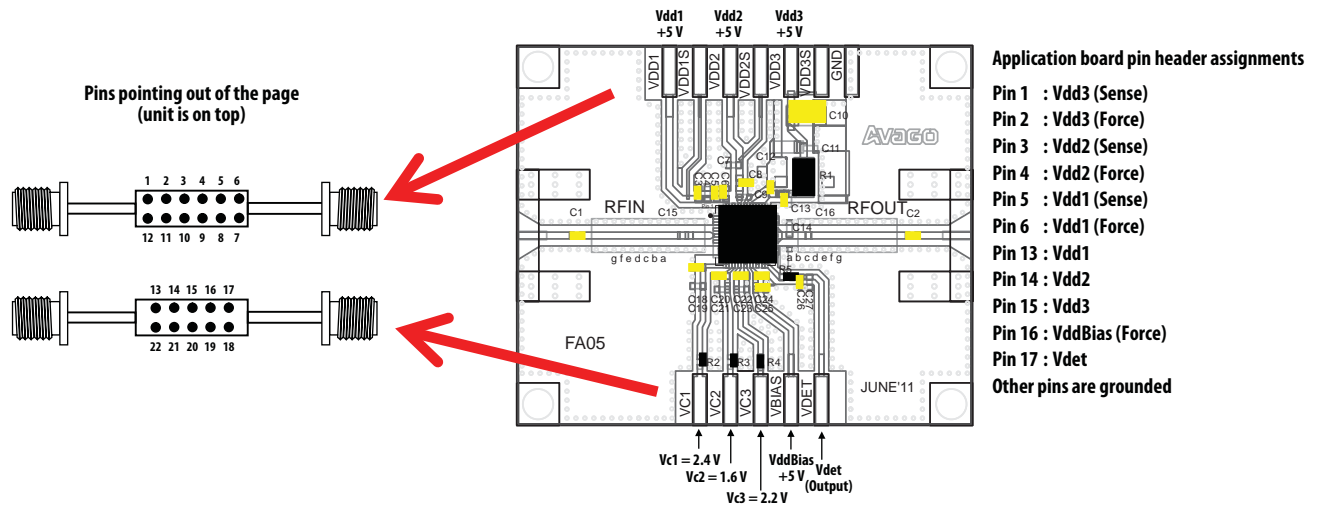 Vdd1
+5 V
Vdd2
+5 V
Vdd3
+5 V
Pins pointing out of the page
(unit is on top)
1 2 3 4 5 6
12 11 10 9 8 7
13 14 15 16 17
22 21 20 19 18
VDD1
VDD1S
VDD2
VDD2S
VDD3
VDD3S
GND
C10
AVAGO
C11
C12
C7
C8
R1
C9
C13
C1
RFIN
C15
C16
RFOUT
C2
C14
gfedcba
abcdefg
C18
C19
C20
C21
C22
C23
C24
C25
C26
C27
FA05
R2
R3
R4
JUNE'11
VC1
VC2
VC3
VBIAS
VDET
Vc1 = 2.4 V
Vc2 = 1.6 V
Vc3 = 2.2 V
VddBias
+5 V
Vdet
(Output)
Application board pin header assignments
Pin 1 : Vdd3 (Sense)
Pin 2 : Vdd3 (Force)
Pin 3 : Vdd2 (Sense)
Pin 4 : Vdd2 (Force)
Pin 5 : Vdd1 (Sense)
Pin 6 : Vdd1 (Force)
Pin 13 : Vdd1
Pin 14 : Vdd2
Pin 15 : Vdd3
Pin 16 : VddBias (Force)
Pin 17 : Vdet
Other pins are grounded